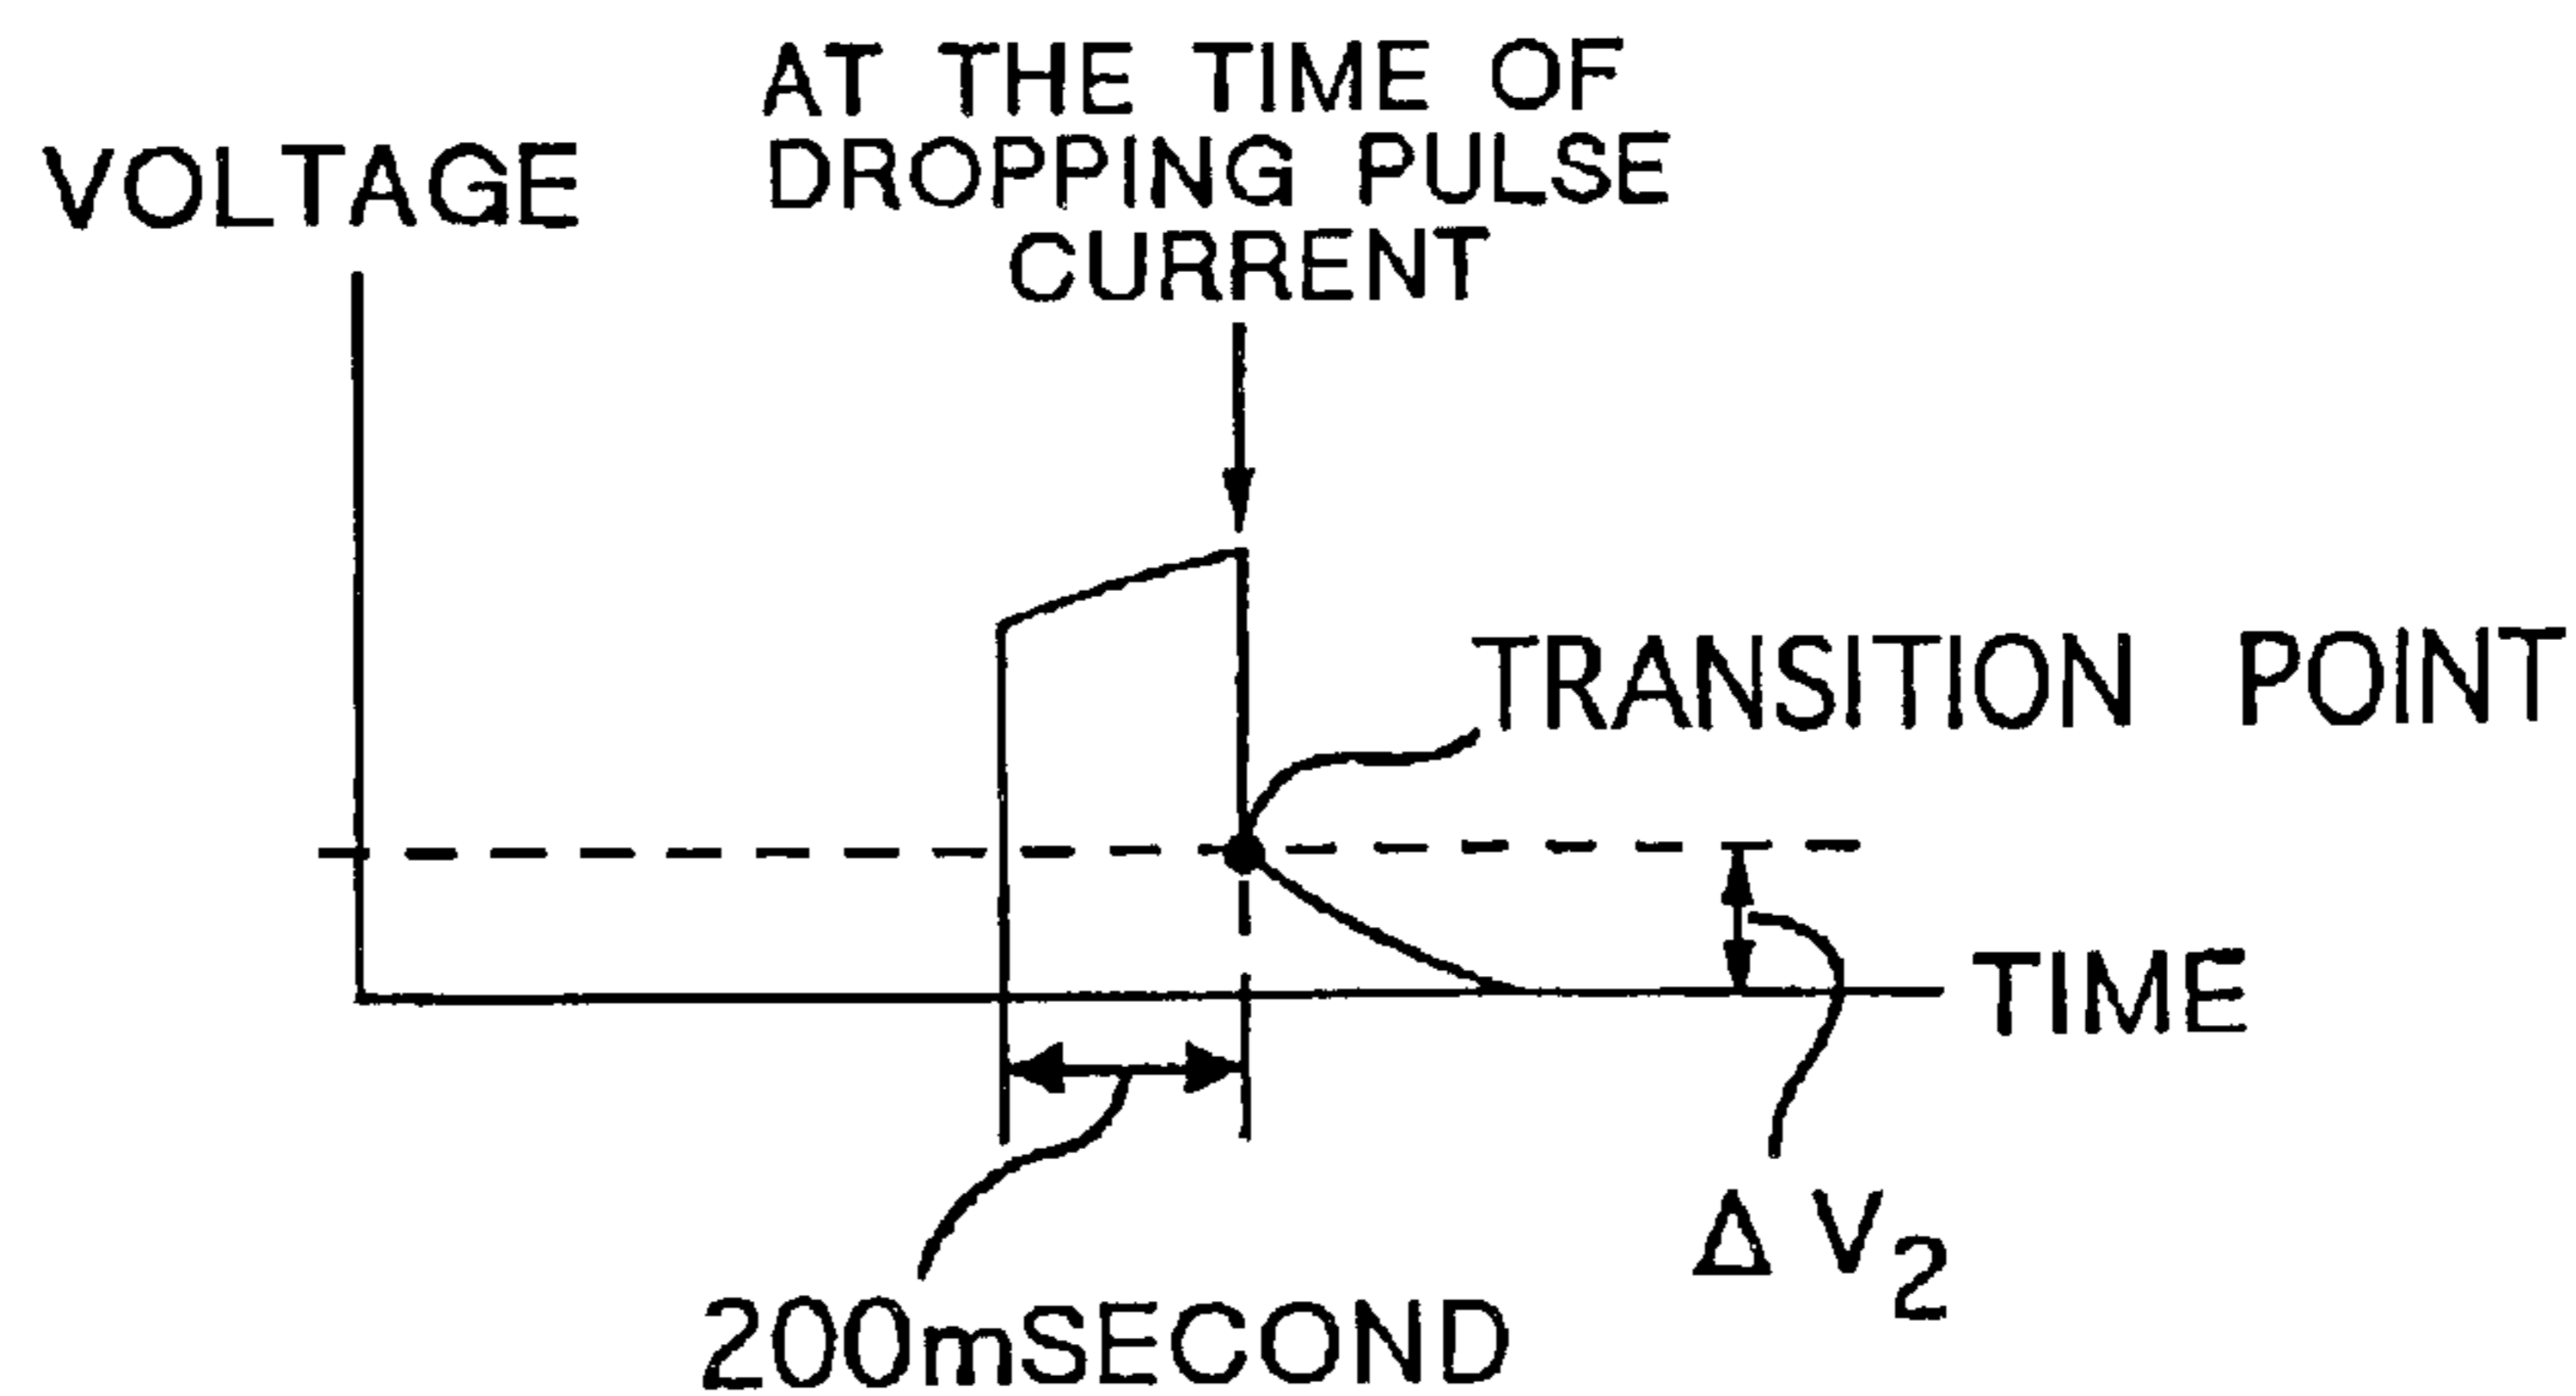 AT THE TIME OF
DROPPING PULSE
CURRENT
VOLTAGE
TRANSITION POINT
TIME
ΔV₂
200mSECOND